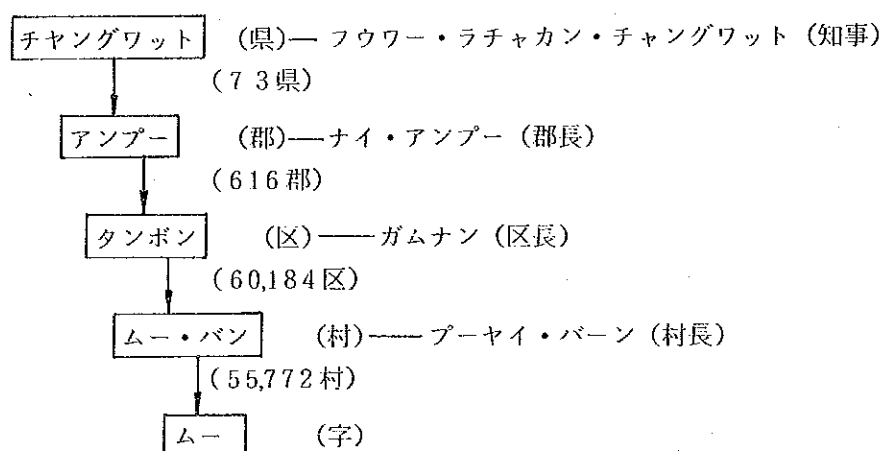 チヤングワット (県)― フウワー・ラチャカン・チャングワット (知事)
(73県)
アンプー (郡)―ナイ・アンプー (郡長)
(616郡)
タンボン (区)――ガムナン (区長)
(60,184区)
ムー・バン (村)――プーヤイ・バーン (村長)
(55,772村)
ムー (字)